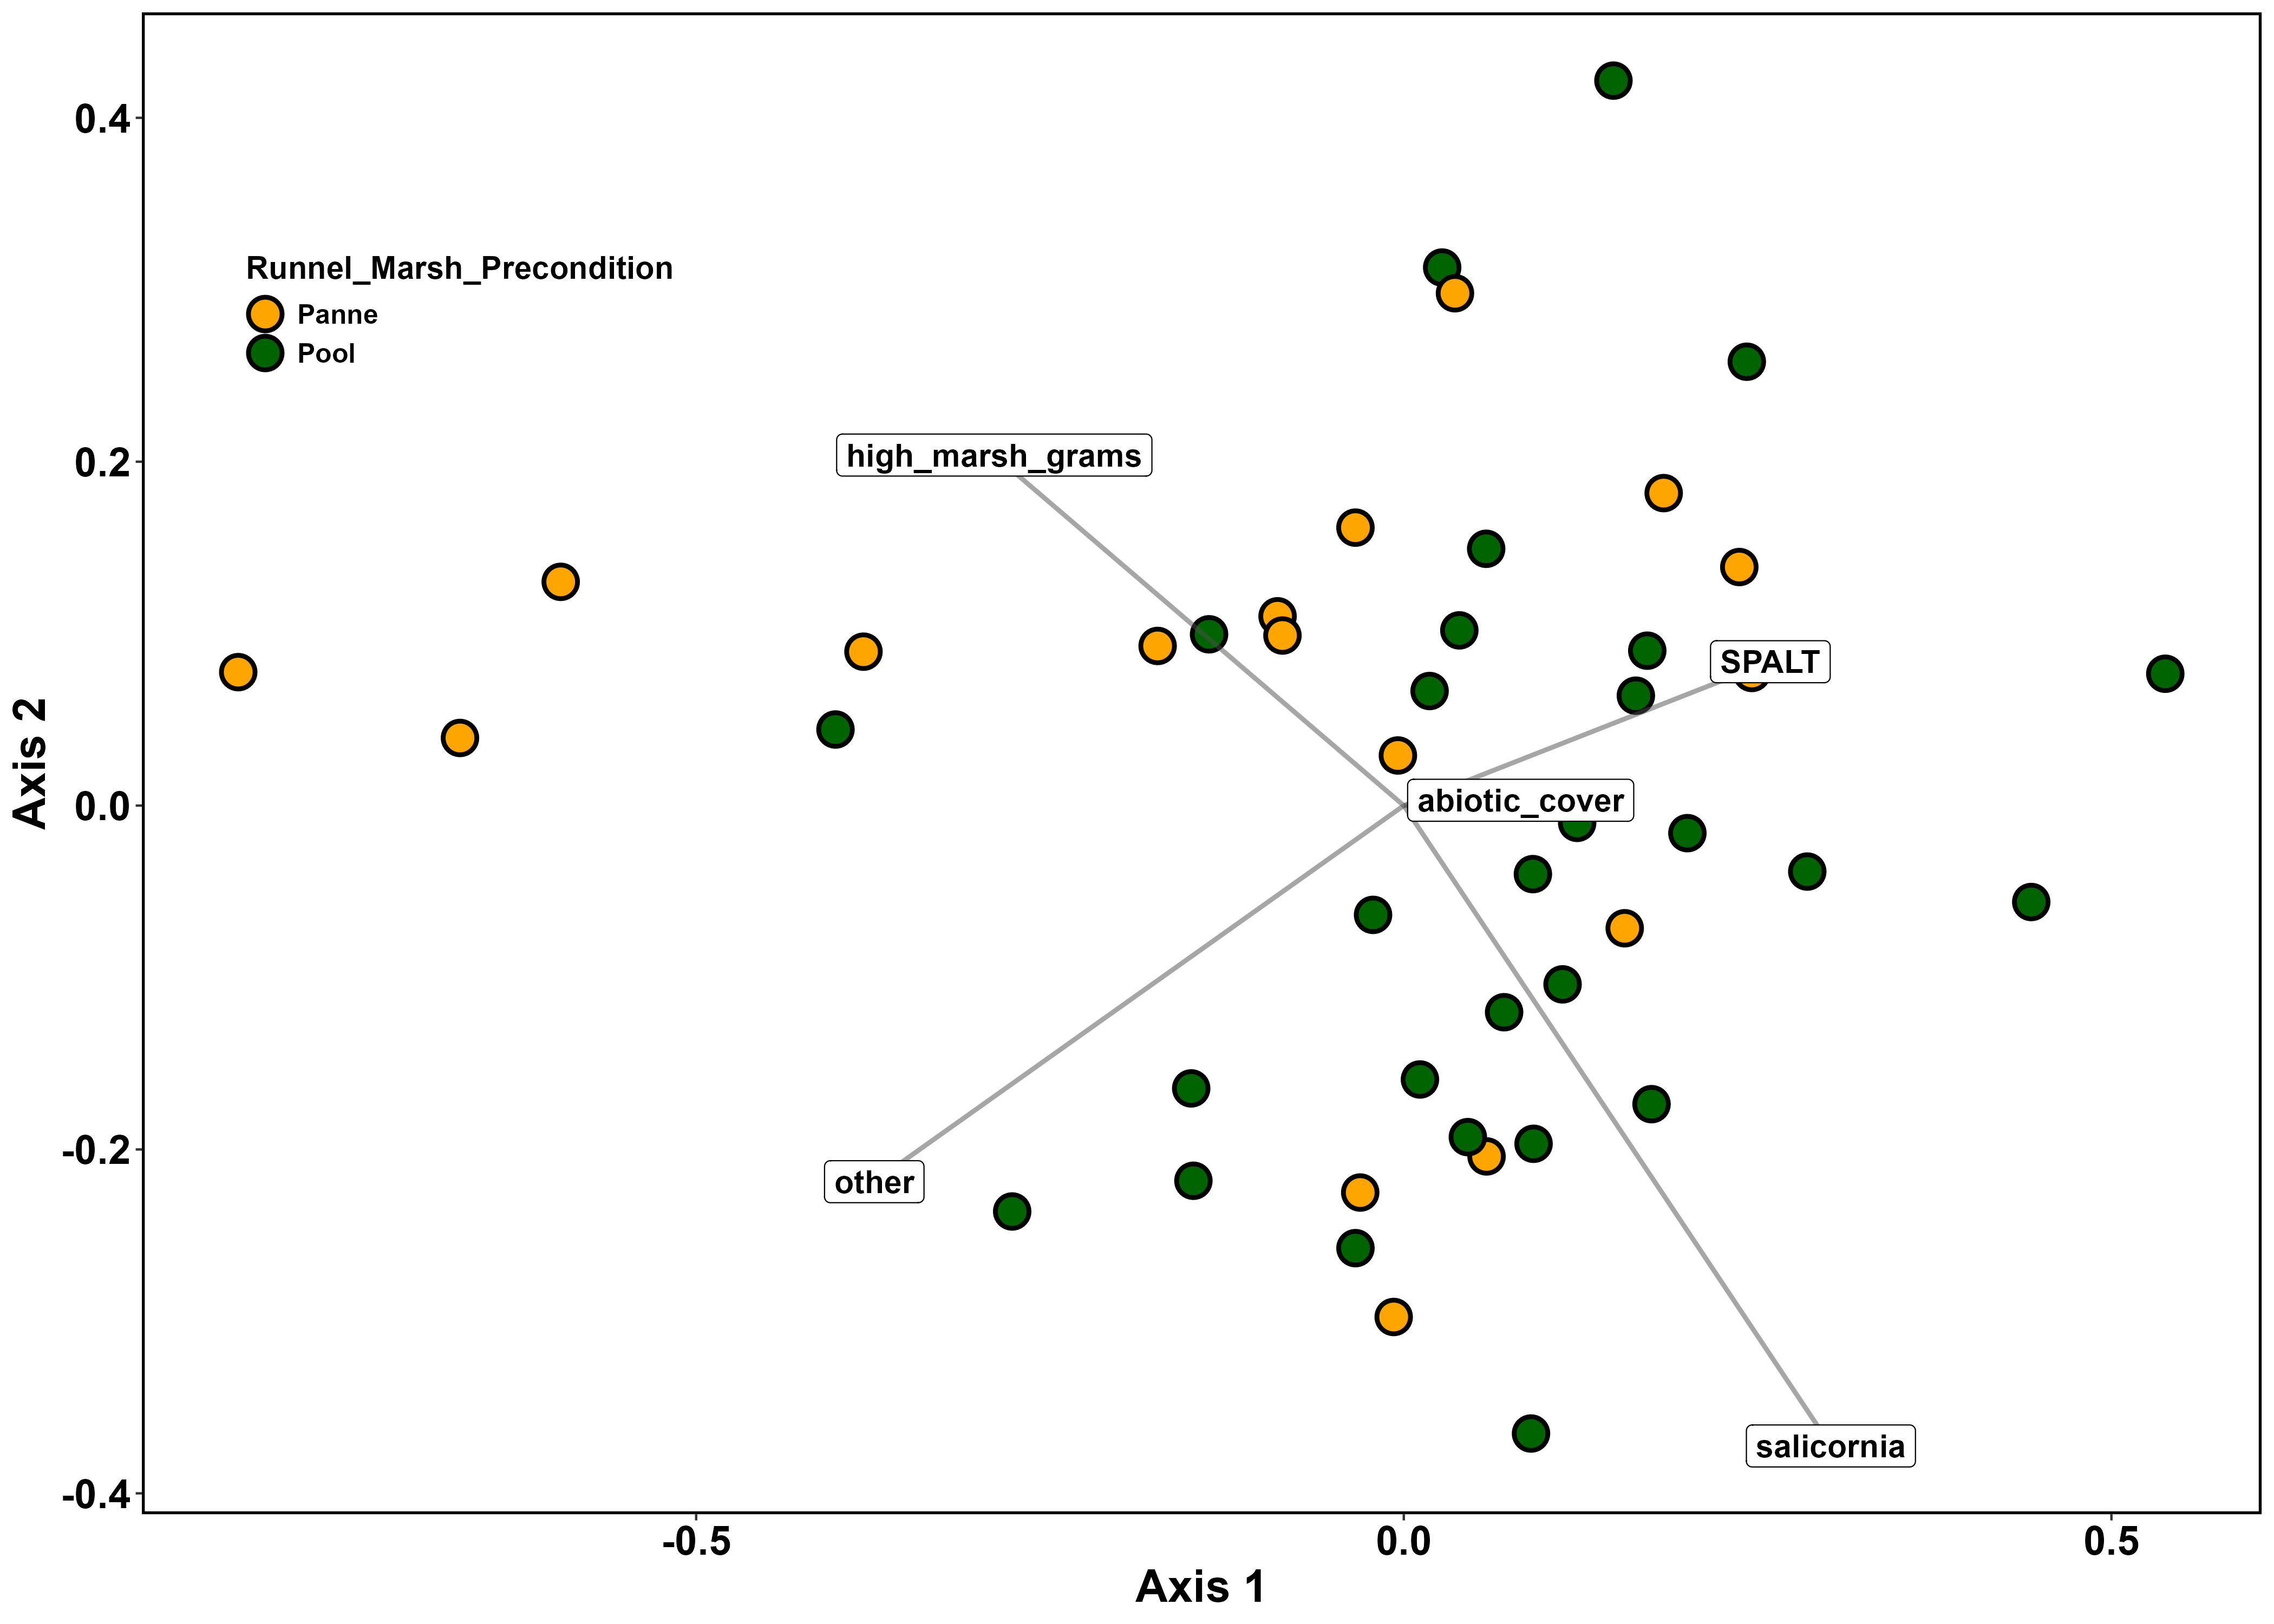 0.4
Runnel_Marsh_Precondition
Panne
Pool
high_marsh_grams
0.2
SPALT
abiotic_cover
0.0
Axis 2
-0.2
other
salicornia
-0.4
-0.5
0.0
0.5
Axis 1